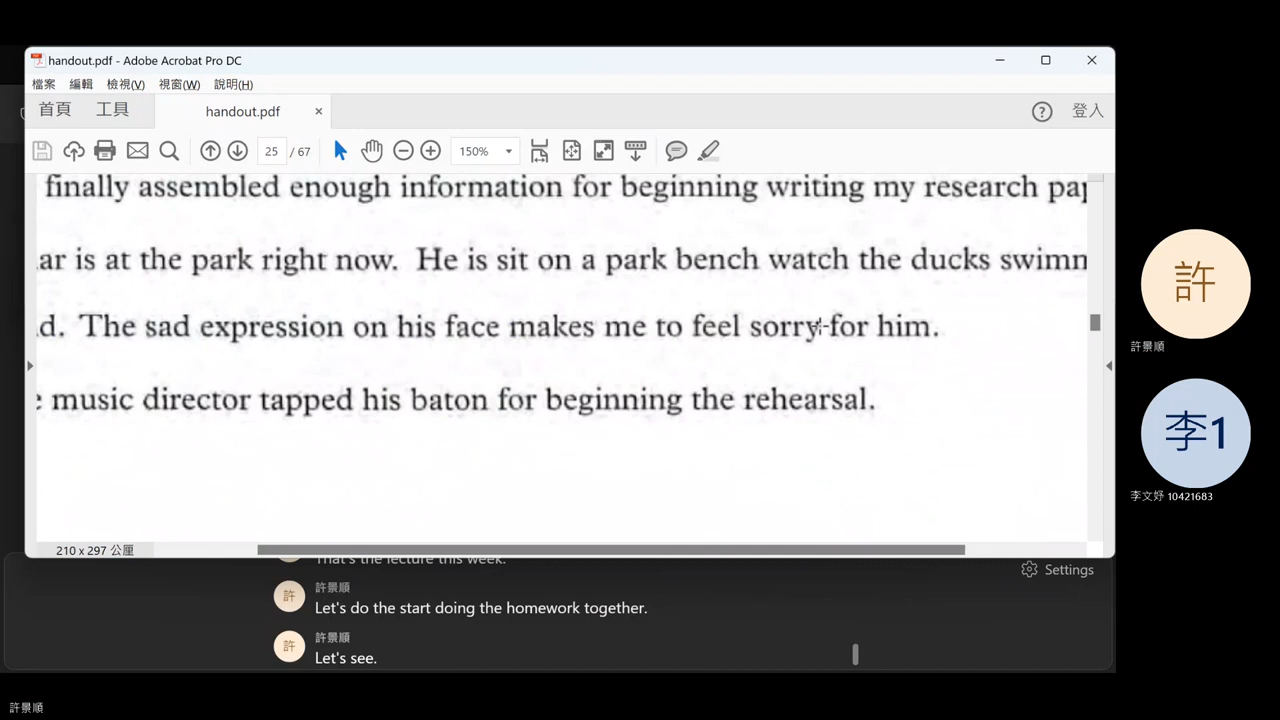 handout.pdf - Adobe Acrobat Pro DC
檔案 編輯 檢視(V) 視窗(W) 說明(H)
首頁 工具 handout.pdf × 登入
25 / 67 150%
finally assembled enough information for beginning writing my research pap
ar is at the park right now. He is sit on a park bench watch the ducks swimn
d. The sad expression on his face makes me to feel sorry for him.
music director tapped his baton for beginning the rehearsal.
210 x 297 公厘
許
許景順
李1
李文妤 10421683
That's the lecture this week.
Settings
許
許景順
Let's do the start doing the homework together.
許
許景順
Let's see.
許景順